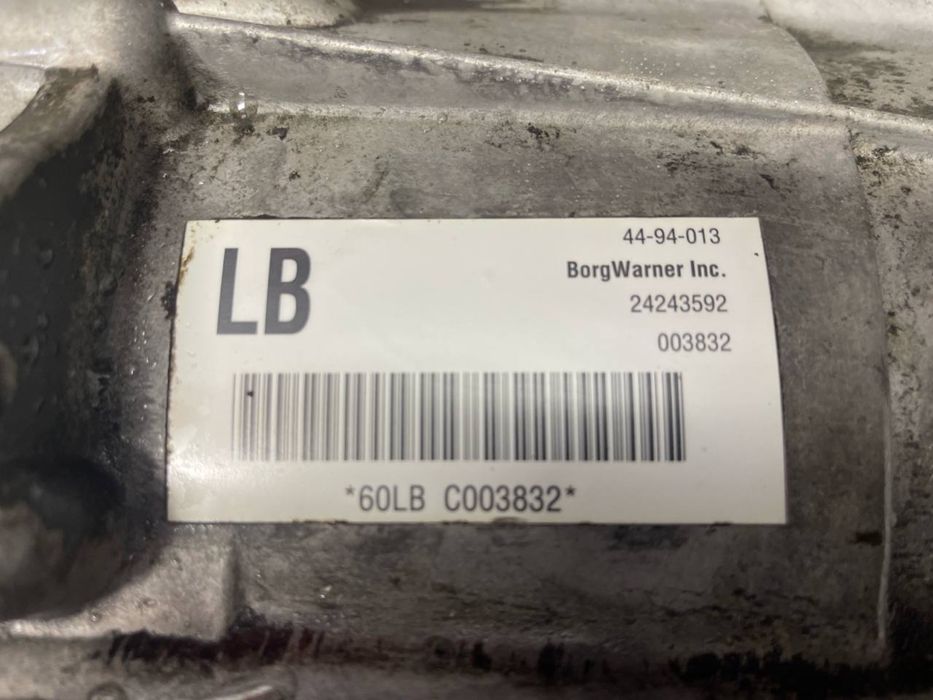 LB
44-94-013
BorgWarner Inc.
24243592
003832
*60LB C003832*